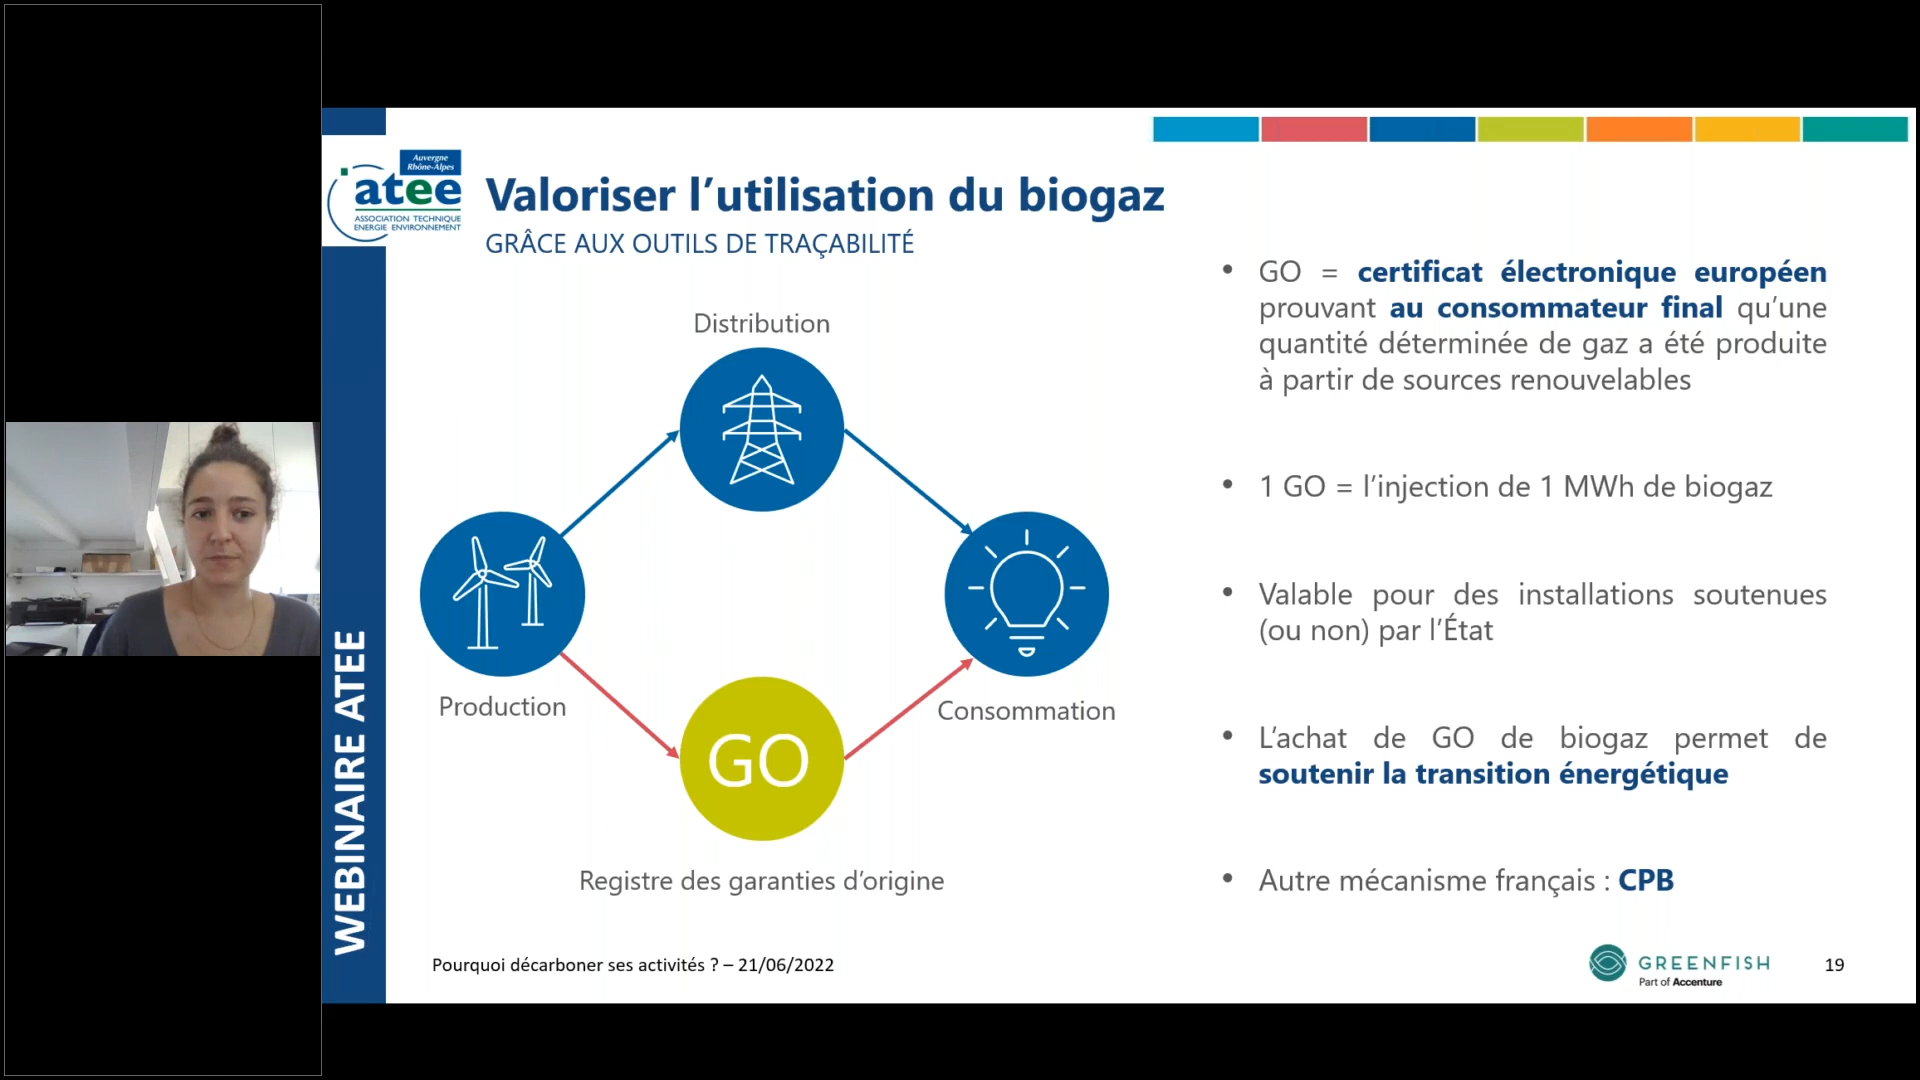 Auvergne
Rhône-Alpes
atee
ASSOCIATION TECHNIQUE
ENERGIE ENVIRONNEMENT
WEBINAIRE ATEE
Valoriser l’utilisation du biogaz
GRÂCE AUX OUTILS DE TRAÇABILITÉ
Distribution
Production
Consommation
GO
Registre des garanties d’origine
• GO = certificat électronique européen
prouvant au consommateur final qu’une
quantité déterminée de gaz a été produite
à partir de sources renouvelables
• 1 GO = l’injection de 1 MWh de biogaz
• Valable pour des installations soutenues
(ou non) par l’État
• L’achat de GO de biogaz permet de
soutenir la transition énergétique
• Autre mécanisme français : CPB
Pourquoi décarboner ses activités ? – 21/06/2022
GREENFISH
Part of Accenture
19